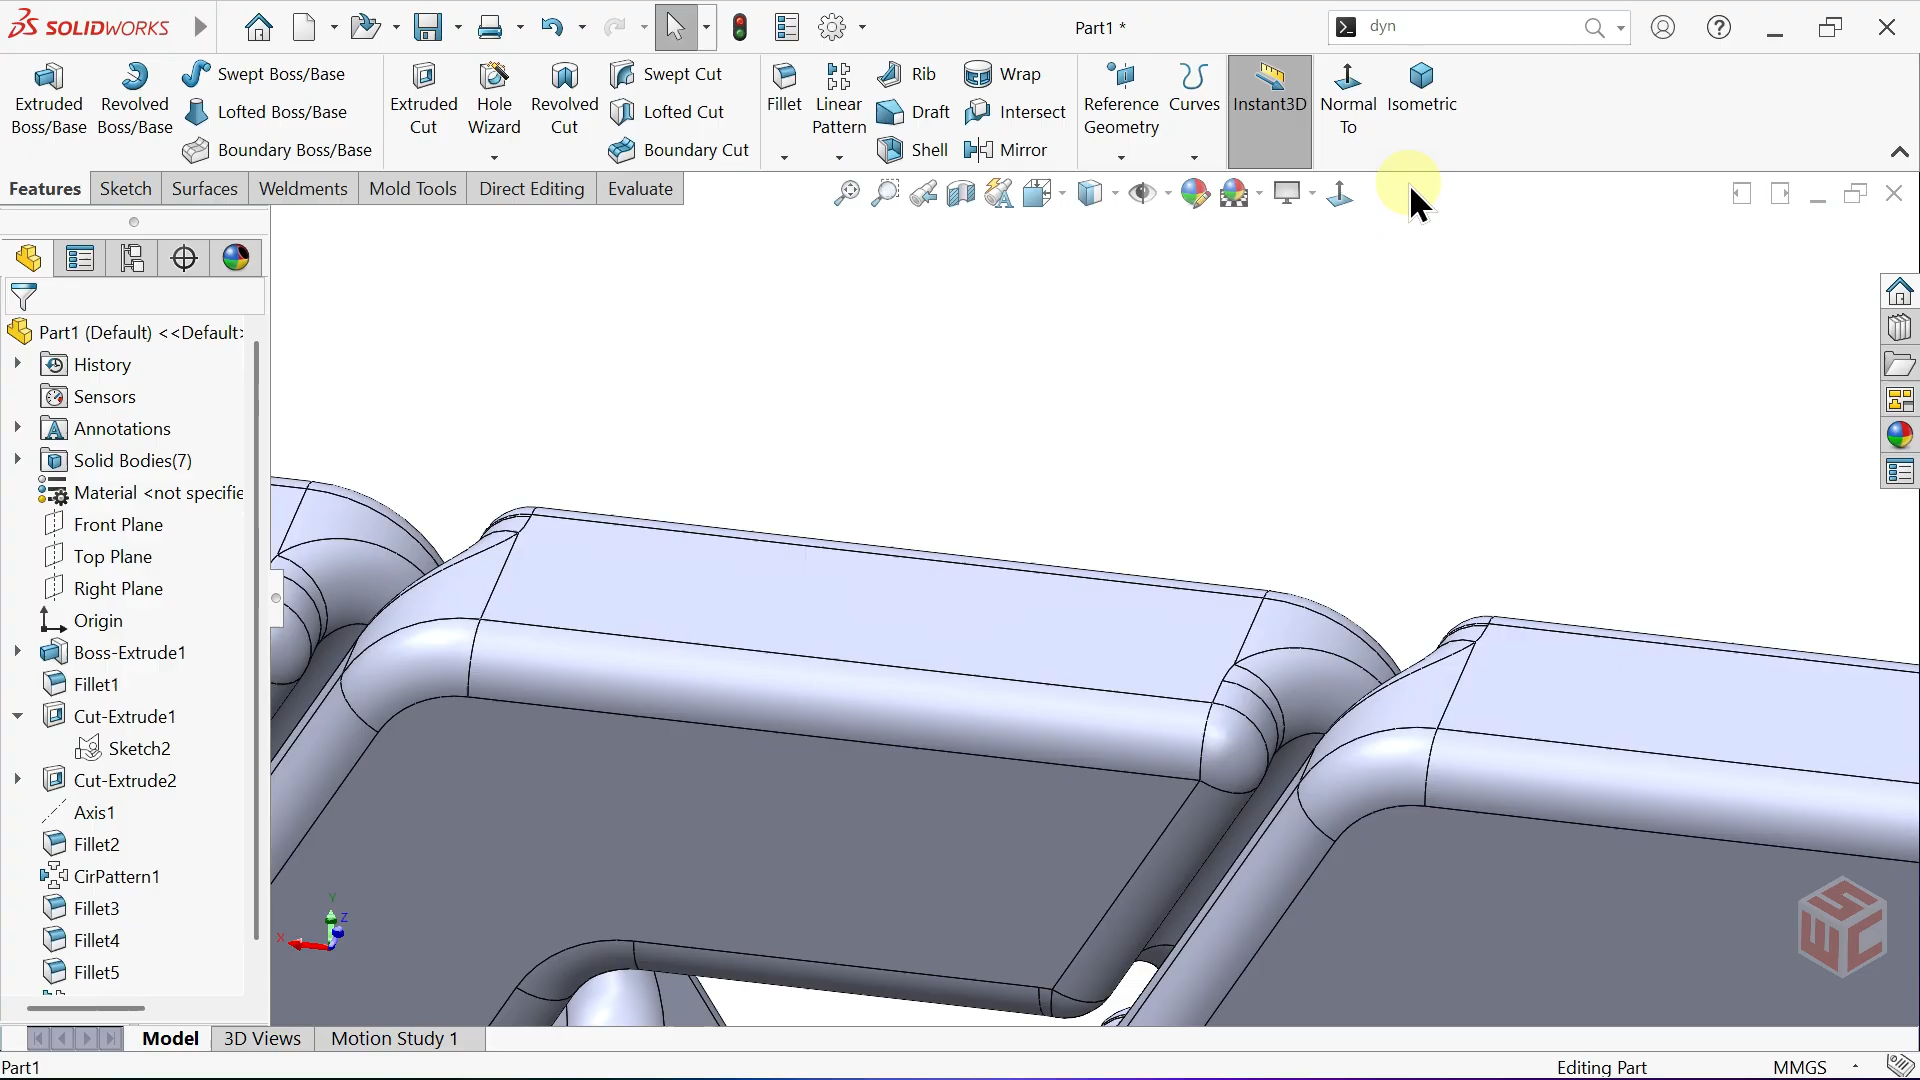 SOLIDWORKS
Part1 *
dyn
Extruded Boss/Base
Revolved Boss/Base
Swept Boss/Base
Lofted Boss/Base
Boundary Boss/Base
Extruded Cut
Hole Wizard
Revolved Cut
Swept Cut
Lofted Cut
Boundary Cut
Fillet
Linear Pattern
Rib
Draft
Shell
Wrap
Intersect
Mirror
Reference Geometry
Curves
Instant3D
Normal To
Isometric
Features
Sketch
Surfaces
Weldments
Mold Tools
Direct Editing
Evaluate
Part1 (Default) <<Default>
History
Sensors
Annotations
Solid Bodies(7)
Material <not specifie
Front Plane
Top Plane
Right Plane
Origin
Boss-Extrude1
Fillet1
Cut-Extrude1
Sketch2
Cut-Extrude2
Axis1
Fillet2
CirPattern1
Fillet3
Fillet4
Fillet5
Y
Z
X
SWC
Model
3D Views
Motion Study 1
Part1
Editing Part
MMGS